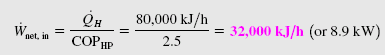 Ẇnet, in = Q̇H / COPHP = 80,000 kJ/h / 2.5 = 32,000 kJ/h (or 8.9 kW)